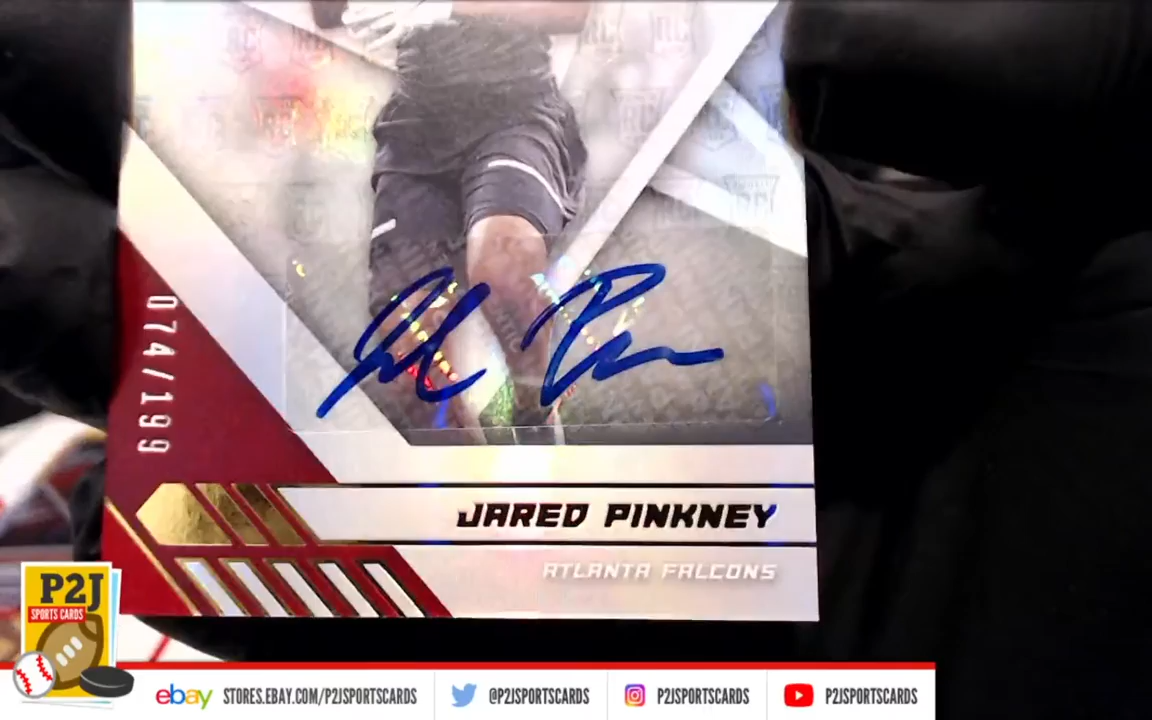 074/199
JARED PINKNEY
ATLANTA FALCONS
P2J
SPORTS CARDS
ebay STORES.EBAY.COM/P2JSPORTSCARDS
@P2JSPORTSCARDS
P2JSPORTSCARDS
P2JSPORTSCARDS